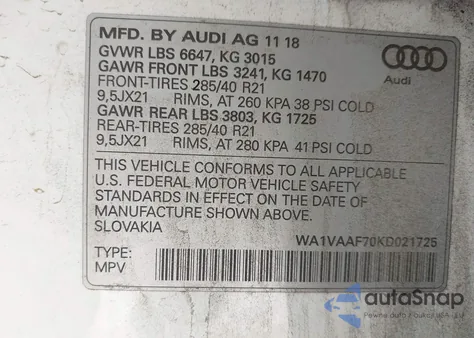 MFD. BY AUDI AG 11 18
GVWR LBS 6647, KG 3015
GAWR FRONT LBS 3241, KG 1470
FRONT-TIRES 285/40 R21
9,5JX21 RIMS, AT 260 KPA 38 PSI COLD
GAWR REAR LBS 3803, KG 1725
REAR-TIRES 285/40 R21
9,5JX21 RIMS, AT 280 KPA 41 PSI COLD
Audi
THIS VEHICLE CONFORMS TO ALL APPLICABLE
U.S. FEDERAL MOTOR VEHICLE SAFETY
STANDARDS IN EFFECT ON THE DATE OF
MANUFACTURE SHOWN ABOVE.
SLOVAKIA WA1VAAF70KD021725
TYPE:
MPV
autoSnap